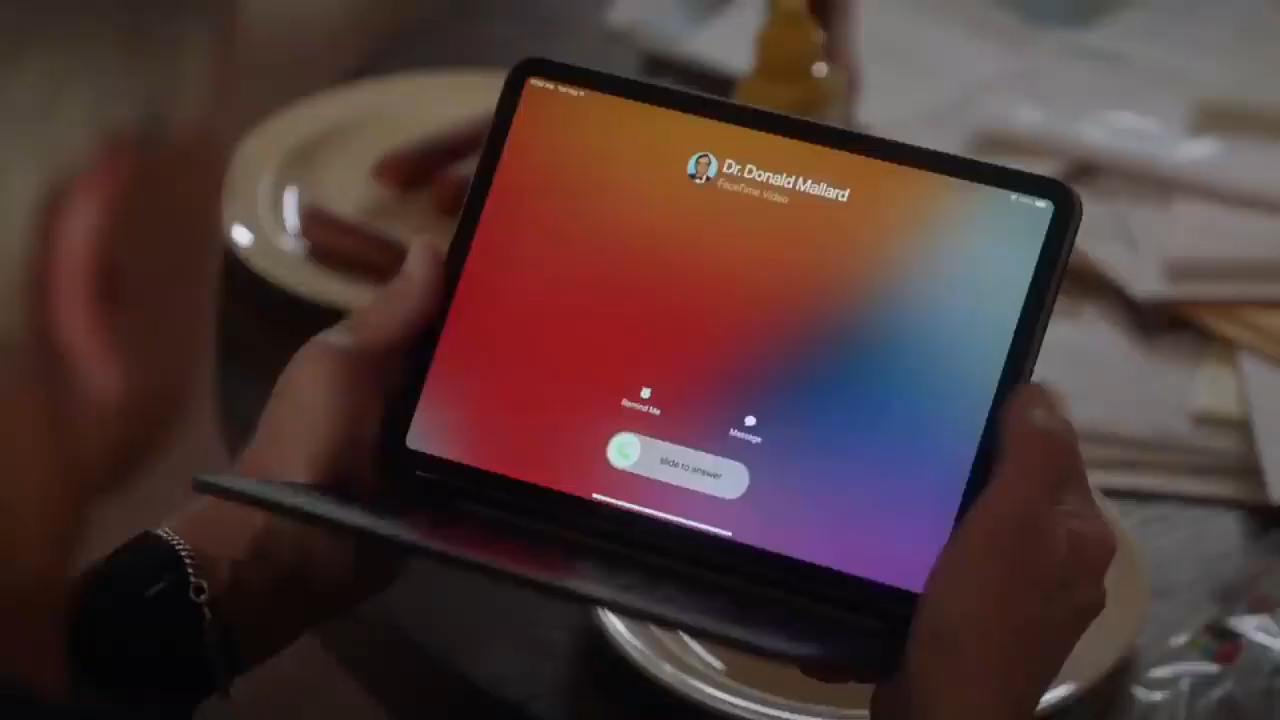 Dr. Donald Mallard
FaceTime Video
Remind Me
Message
slide to answer